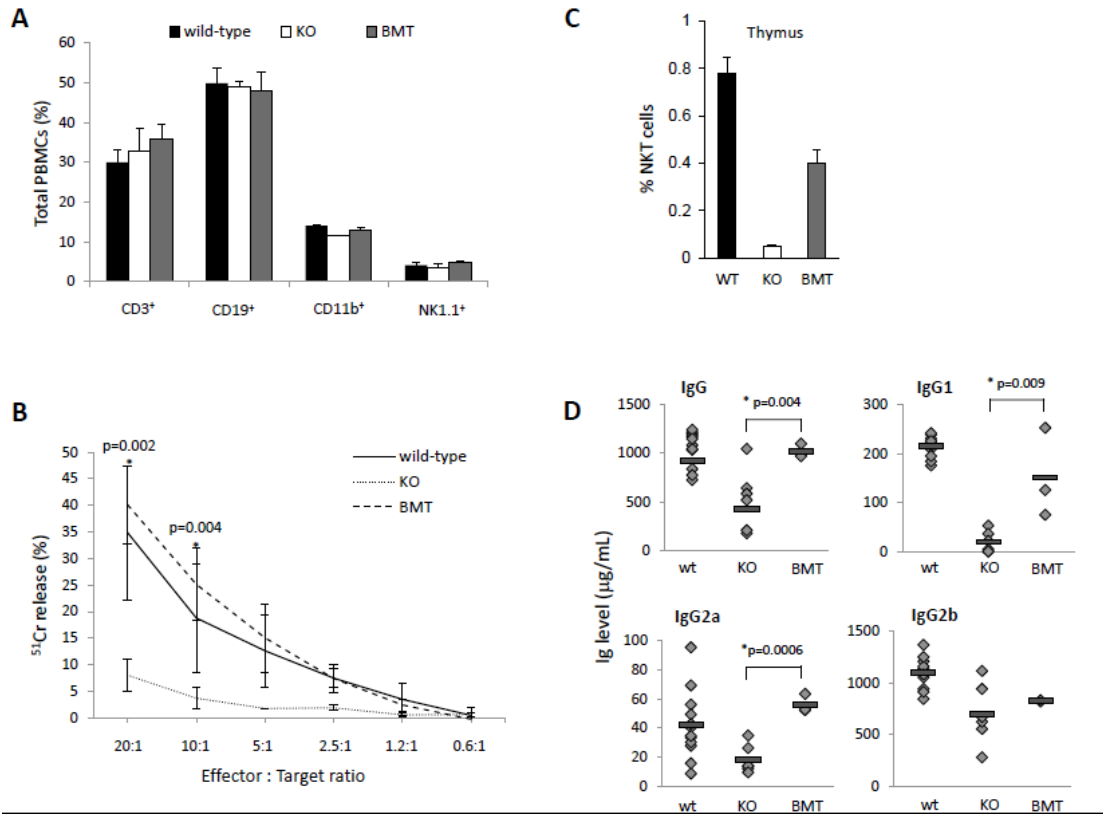 A
wild-type KO BMT
Total PBMCs (%)
60
50
40
30
20
10
0
CD3⁺ CD19⁺ CD11b⁺ NK1.1⁺
C
Thymus
% NKT cells
1
0.8
0.6
0.4
0.2
0
WT KO BMT
B
p=0.002
*
p=0.004
*
wild-type
KO
BMT
⁵¹Cr release (%)
50
45
40
35
30
25
20
15
10
5
0
20:1 10:1 5:1 2.5:1 1.2:1 0.6:1
Effector : Target ratio
D
Ig level (µg/mL)
IgG
* p=0.004
1500
1000
500
0
wt KO BMT
IgG1
* p=0.009
300
200
100
0
wt KO BMT
IgG2a
*p=0.0006
100
80
60
40
20
0
wt KO BMT
IgG2b
1500
1000
500
0
wt KO BMT